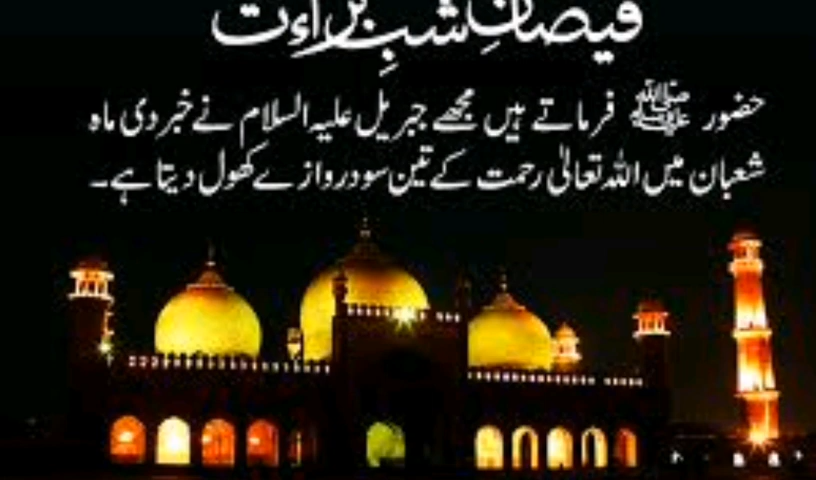 فیضانِ شبِ برأءت
حضور ﷺ فرماتے ہیں مجھے جبریل علیہ السلام نے خبر دی ماہ
شعبان میں اللہ تعالیٰ رحمت کے تین سو دروازے کھول دیتا ہے۔